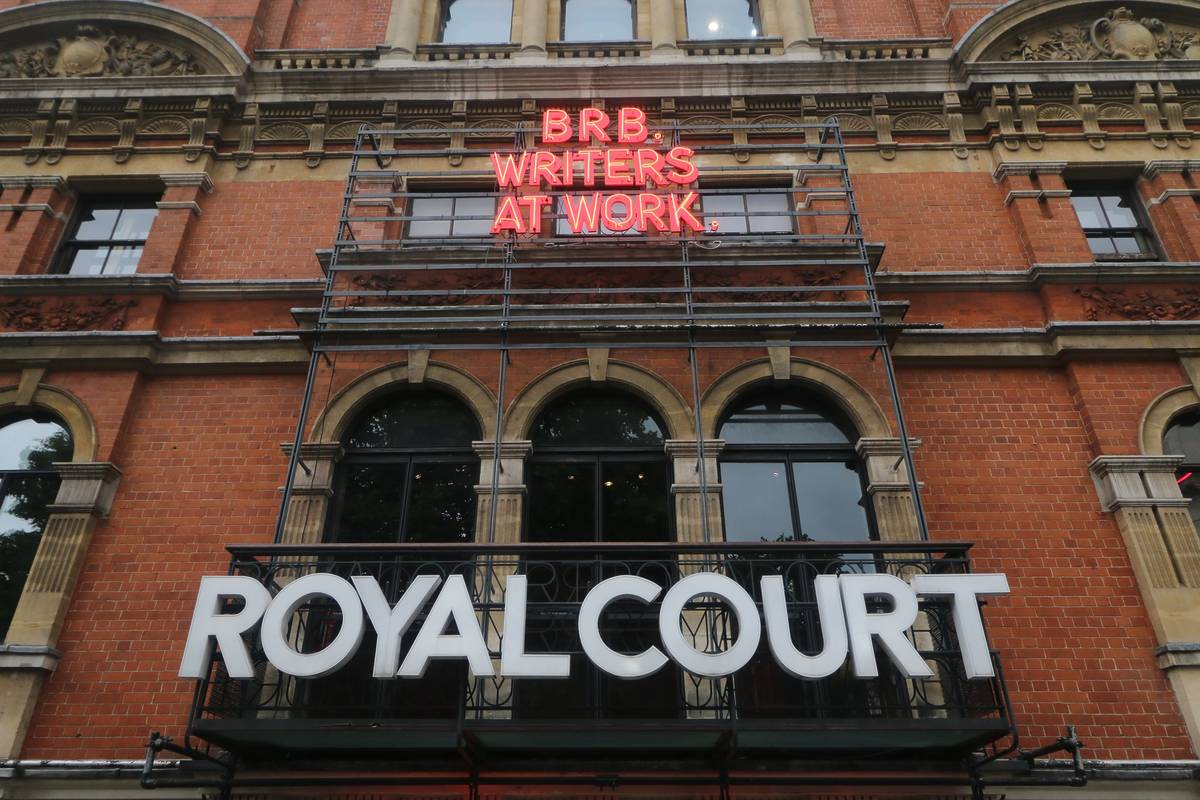 BRB.
WRITERS
AT WORK.
ROYAL COURT